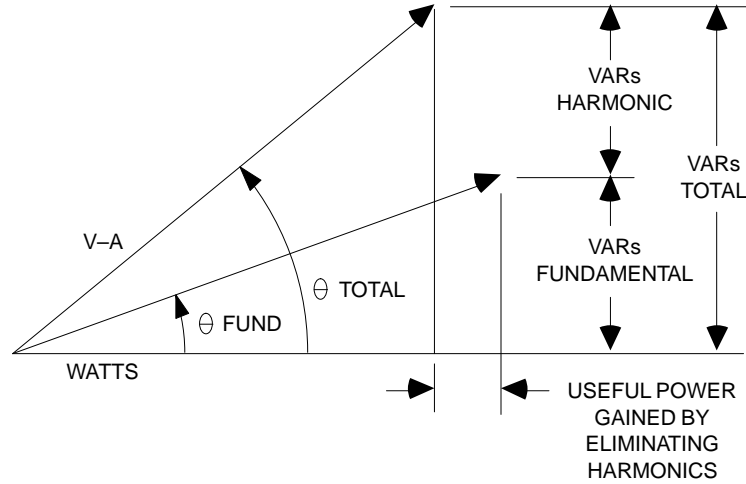 VARs
HARMONIC
VARs
TOTAL
V–A
VARs
FUNDAMENTAL
θ TOTAL
θ FUND
WATTS
USEFUL POWER
GAINED BY
ELIMINATING
HARMONICS